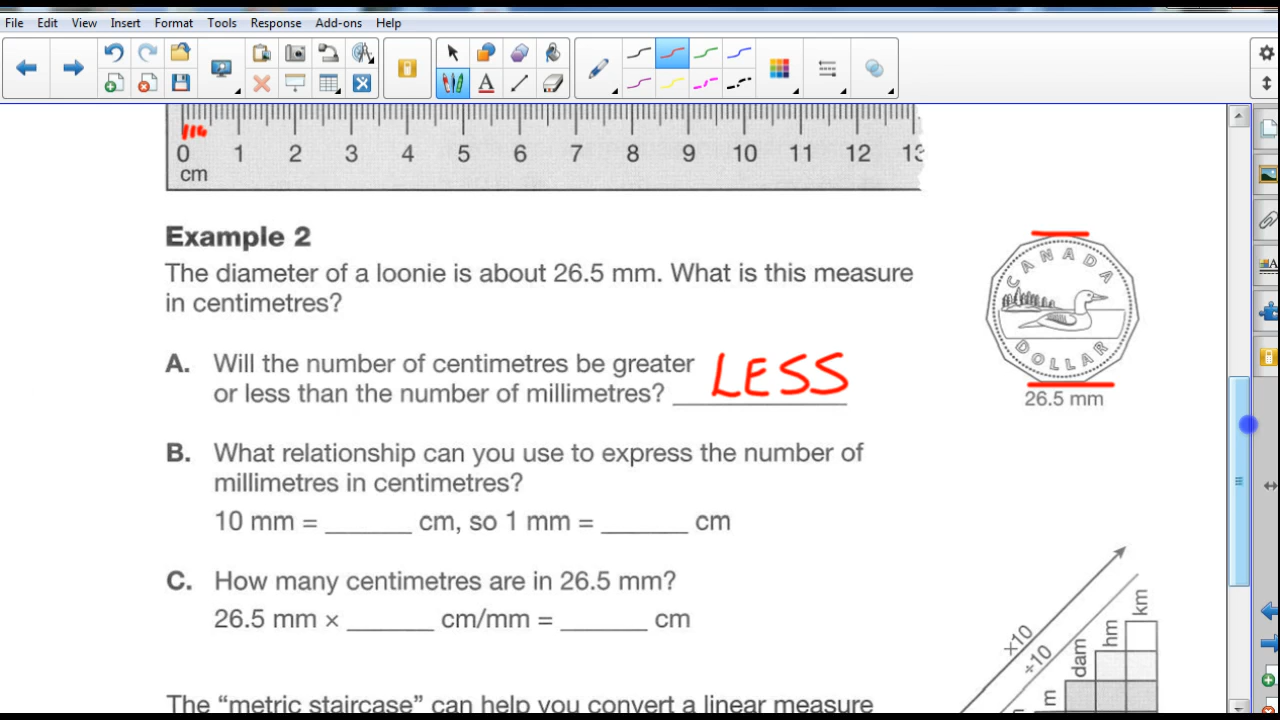 File Edit View Insert Format Tools Response Add-ons Help
0 1 2 3 4 5 6 7 8 9 10 11 12 13
cm
Example 2
The diameter of a loonie is about 26.5 mm. What is this measure
in centimetres?
CANADA
DOLLAR
26.5 mm
A. Will the number of centimetres be greater
or less than the number of millimetres? LESS
B. What relationship can you use to express the number of
millimetres in centimetres?
10 mm = ______ cm, so 1 mm = ______ cm
C. How many centimetres are in 26.5 mm?
26.5 mm × ______ cm/mm = ______ cm
×10
÷10
km
hm
dam
m
The “metric staircase” can help you convert a linear measure